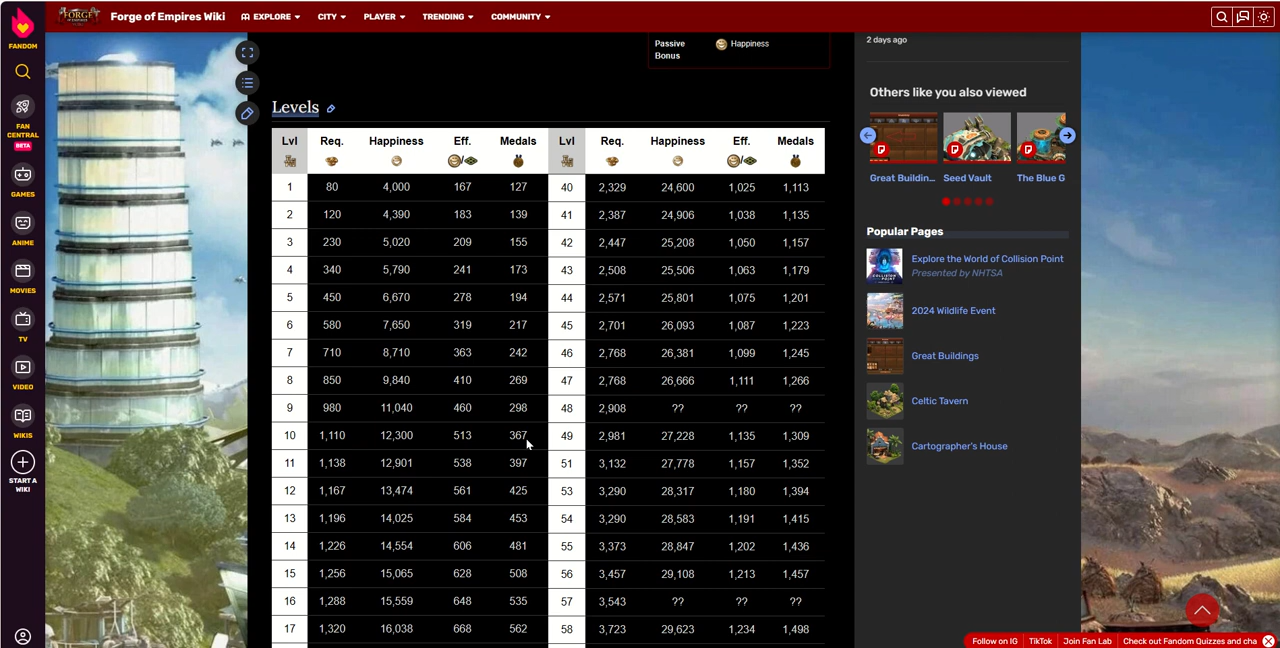 FANDOM
FAN
CENTRAL
BETA
GAMES
ANIME
MOVIES
TV
VIDEO
WIKIS
START A
WIKI
FORGE
OF EMPIRES
Forge of Empires Wiki
EXPLORE
CITY
PLAYER
TRENDING
COMMUNITY
Passive
Bonus
Happiness
Levels
Lvl Req. Happiness Eff. Medals Lvl Req. Happiness Eff. Medals
/ /
1 80 4,000 167 127 40 2,329 24,600 1,025 1,113
2 120 4,390 183 139 41 2,387 24,906 1,038 1,135
3 230 5,020 209 155 42 2,447 25,208 1,050 1,157
4 340 5,790 241 173 43 2,508 25,506 1,063 1,179
5 450 6,670 278 194 44 2,571 25,801 1,075 1,201
6 580 7,650 319 217 45 2,701 26,093 1,087 1,223
7 710 8,710 363 242 46 2,768 26,381 1,099 1,245
8 850 9,840 410 269 47 2,768 26,666 1,111 1,266
9 980 11,040 460 298 48 2,908 ?? ?? ??
10 1,110 12,300 513 367 49 2,981 27,228 1,135 1,309
11 1,138 12,901 538 397 51 3,132 27,778 1,157 1,352
12 1,167 13,474 561 425 53 3,290 28,317 1,180 1,394
13 1,196 14,025 584 453 54 3,290 28,583 1,191 1,415
14 1,226 14,554 606 481 55 3,373 28,847 1,202 1,436
15 1,256 15,065 628 508 56 3,457 29,108 1,213 1,457
16 1,288 15,559 648 535 57 3,543 ?? ?? ??
17 1,320 16,038 668 562 58 3,723 29,623 1,234 1,498
2 days ago
Others like you also viewed
Great Buildin...
Seed Vault
The Blue G
Popular Pages
Explore the World of Collision Point
Presented by NHTSA
2024 Wildlife Event
Great Buildings
Celtic Tavern
Cartographer's House
Follow on IG
TikTok
Join Fan Lab
Check out Fandom Quizzes and cha